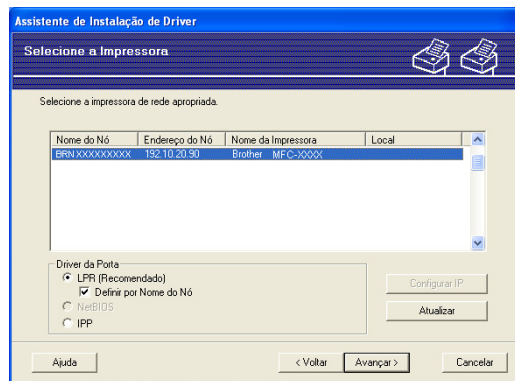 Assistente de Instalação de Driver
Selecione a Impressora
Selecione a impressora de rede apropriada.
Nome do Nó Endereço do Nó Nome da Impressora Local
BRNXXXXXXXXX 192.10.20.90 Brother MFC-XXXX
Driver da Porta
LPR (Recomendado)
Definir por Nome do Nó
NetBIOS
IPP
Configurar IP
Atualizar
Ajuda < Voltar Avançar > Cancelar